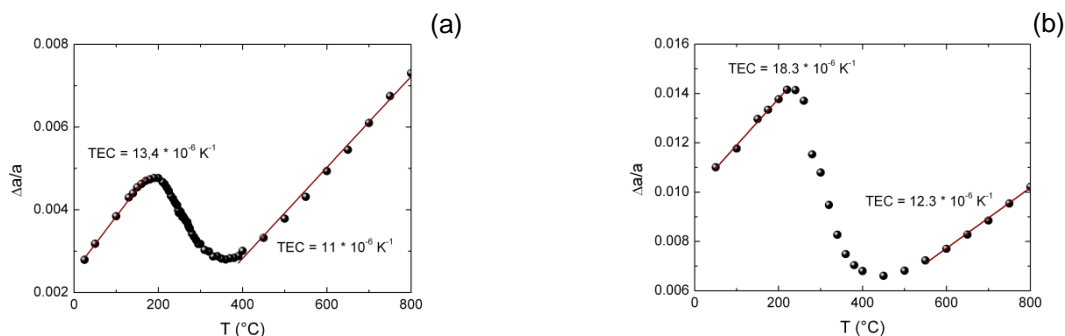 (a)
0.008
0.006
0.004
0.002
Δa/a
TEC = 13,4 * 10⁻⁶ K⁻¹
TEC = 11 * 10⁻⁶ K⁻¹
0 200 400 600 800
T (°C)
(b)
0.016
0.014
0.012
0.010
0.008
0.006
Δa/a
TEC = 18.3 * 10⁻⁶ K⁻¹
TEC = 12.3 * 10⁻⁶ K⁻¹
0 200 400 600 800
T (°C)